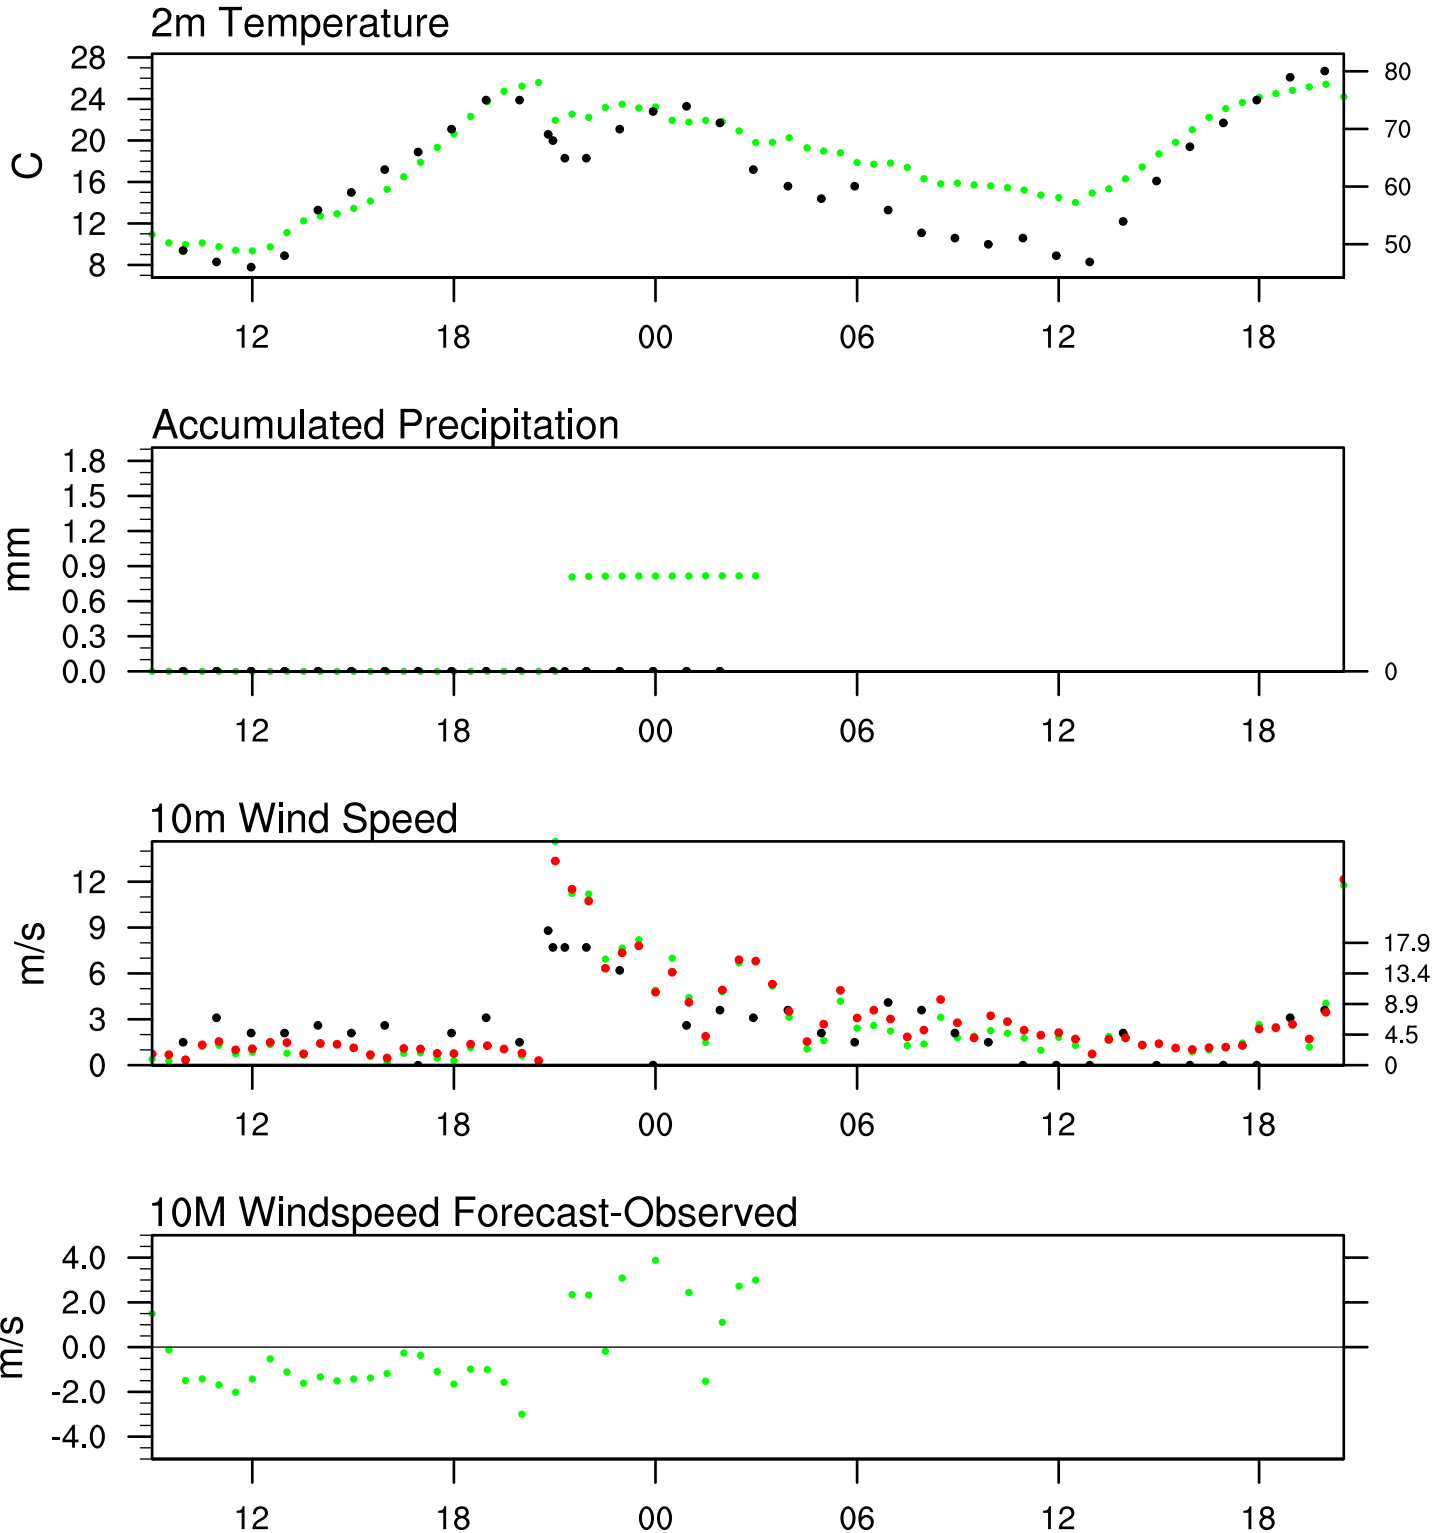 2m Temperature
28
24
20
16
12
8
C
80
70
60
50
12 18 00 06 12 18
Accumulated Precipitation
1.8
1.5
1.2
0.9
0.6
0.3
0.0
mm
0
12 18 00 06 12 18
10m Wind Speed
12
9
6
3
0
m/s
17.9
13.4
8.9
4.5
0
12 18 00 06 12 18
10M Windspeed Forecast-Observed
4.0
2.0
0.0
-2.0
-4.0
m/s
12 18 00 06 12 18